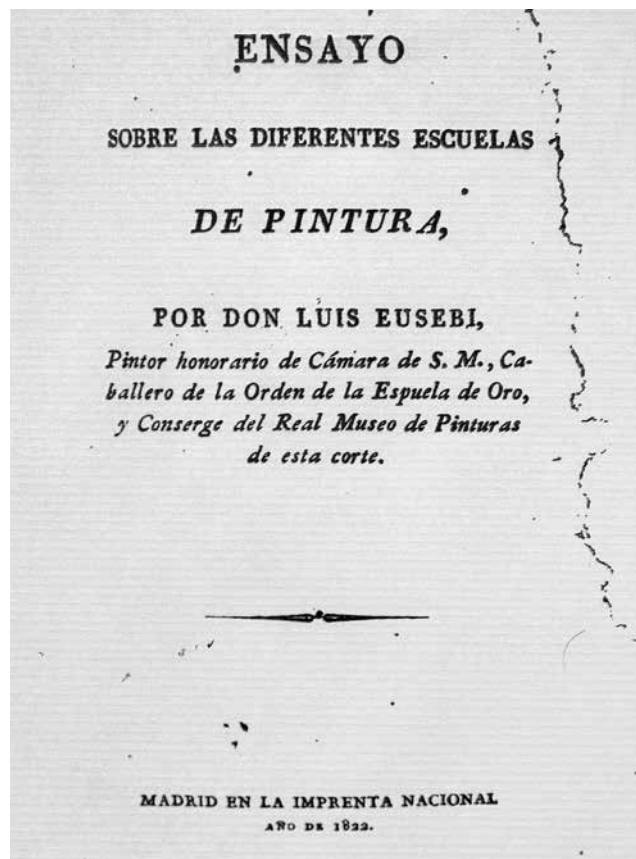 ENSAYO
SOBRE LAS DIFERENTES ESCUELAS
DE PINTURA,
POR DON LUIS EUSEBI,
Pintor honorario de Cámara de S. M., Ca-
ballero de la Orden de la Espuela de Oro,
y Conserge del Real Museo de Pinturas
de esta corte.
MADRID EN LA IMPRENTA NACIONAL
AÑO DE 1822.